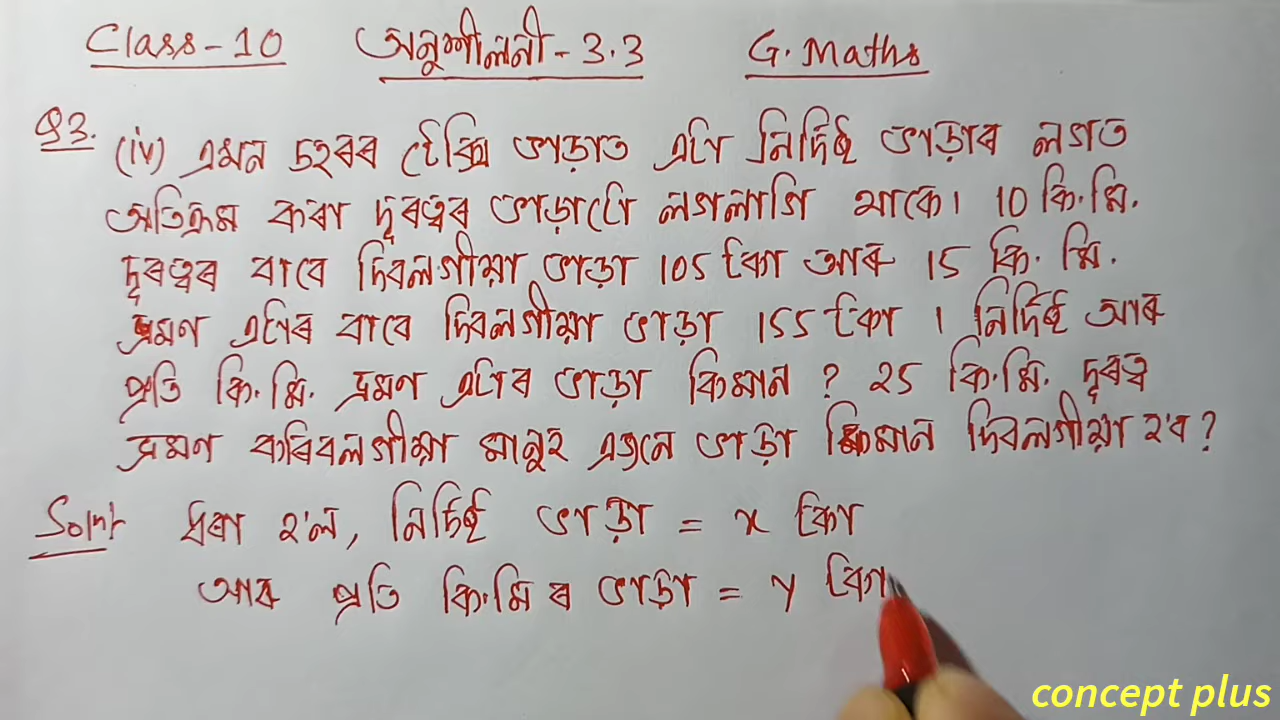 Class-10 অনুশীলনী-3.3 G. Maths
Q3. (iv) এখন চহৰৰ টেক্সি ভাড়াত এটা নিৰ্দিষ্ট ভাড়াৰ লগত
অতিক্ৰম কৰা দূৰত্বৰ ভাড়াটো লগলাগি থাকে। 10 কি.মি.
দূৰত্বৰ বাবে দিবলগীয়া ভাড়া 105 টকা আৰু 15 কি. মি.
ভ্ৰমণ এটাৰ বাবে দিবলগীয়া ভাড়া 155 টকা । নিৰ্দিষ্ট আৰু
প্ৰতি কি.মি. ভ্ৰমণ এটাৰ ভাড়া কিমান ? 25 কি.মি. দূৰত্ব
ভ্ৰমণ কৰিবলগীয়া মানুহ এজনে ভাড়া কিমান দিবলগীয়া হ'ব ?
Solnt ধৰা হ'ল, নিৰ্দিষ্ট ভাড়া = x টকা
আৰু প্ৰতি কি.মি ৰ ভাড়া = y টকা
concept plus